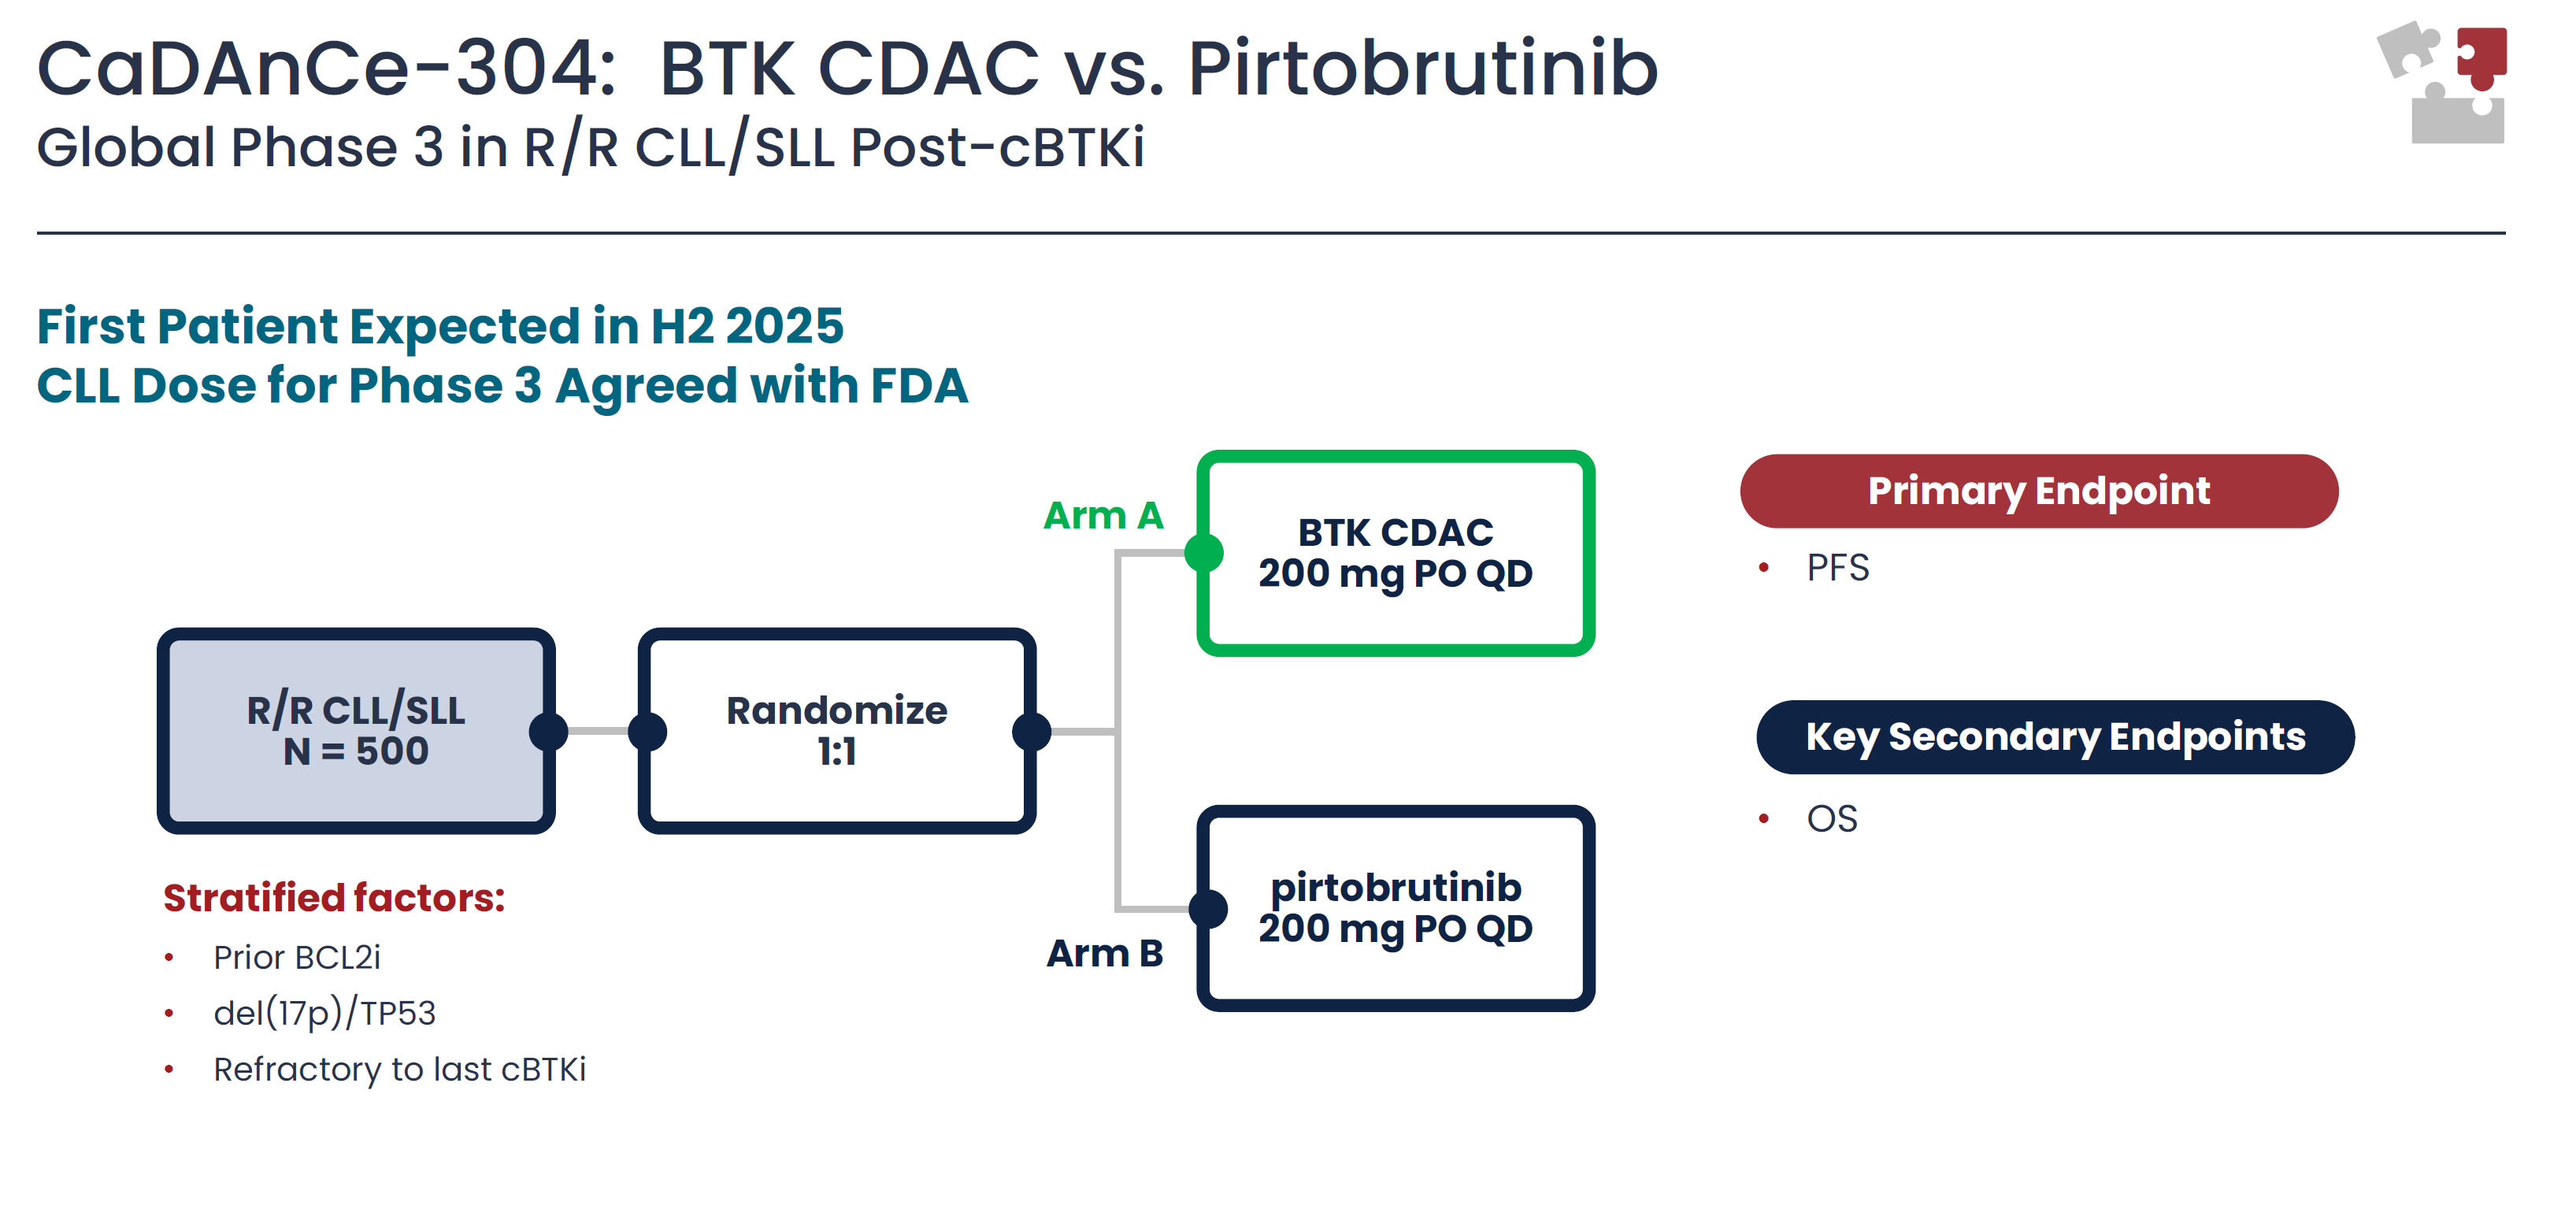 CaDAnCe-304: BTK CDAC vs. Pirtobrutinib
Global Phase 3 in R/R CLL/SLL Post-cBTKi
First Patient Expected in H2 2025
CLL Dose for Phase 3 Agreed with FDA
R/R CLL/SLL
N = 500
Randomize
1:1
Arm A
BTK CDAC
200 mg PO QD
Arm B
pirtobrutinib
200 mg PO QD
Stratified factors:
• Prior BCL2i
• del(17p)/TP53
• Refractory to last cBTKi
Primary Endpoint
• PFS
Key Secondary Endpoints
• OS